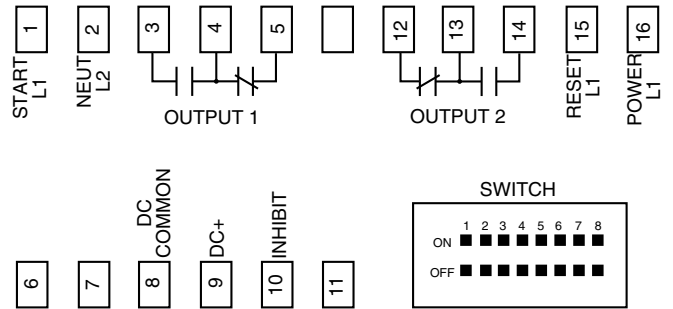 1 2 3 4 5 12 13 14 15 16
START L1
NEUT L2
OUTPUT 1
OUTPUT 2
RESET L1
POWER L1
DC COMMON
DC+
INHIBIT
6 7 8 9 10 11
SWITCH
1 2 3 4 5 6 7 8
ON
OFF